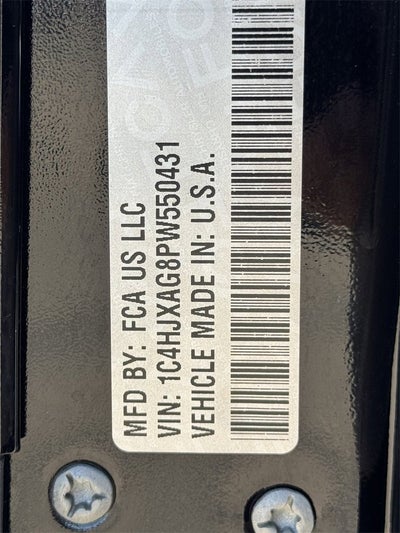 MFD BY: FCA US LLC
VIN: 1C4HJXAG8PW550431
VEHICLE MADE IN: U.S.A.